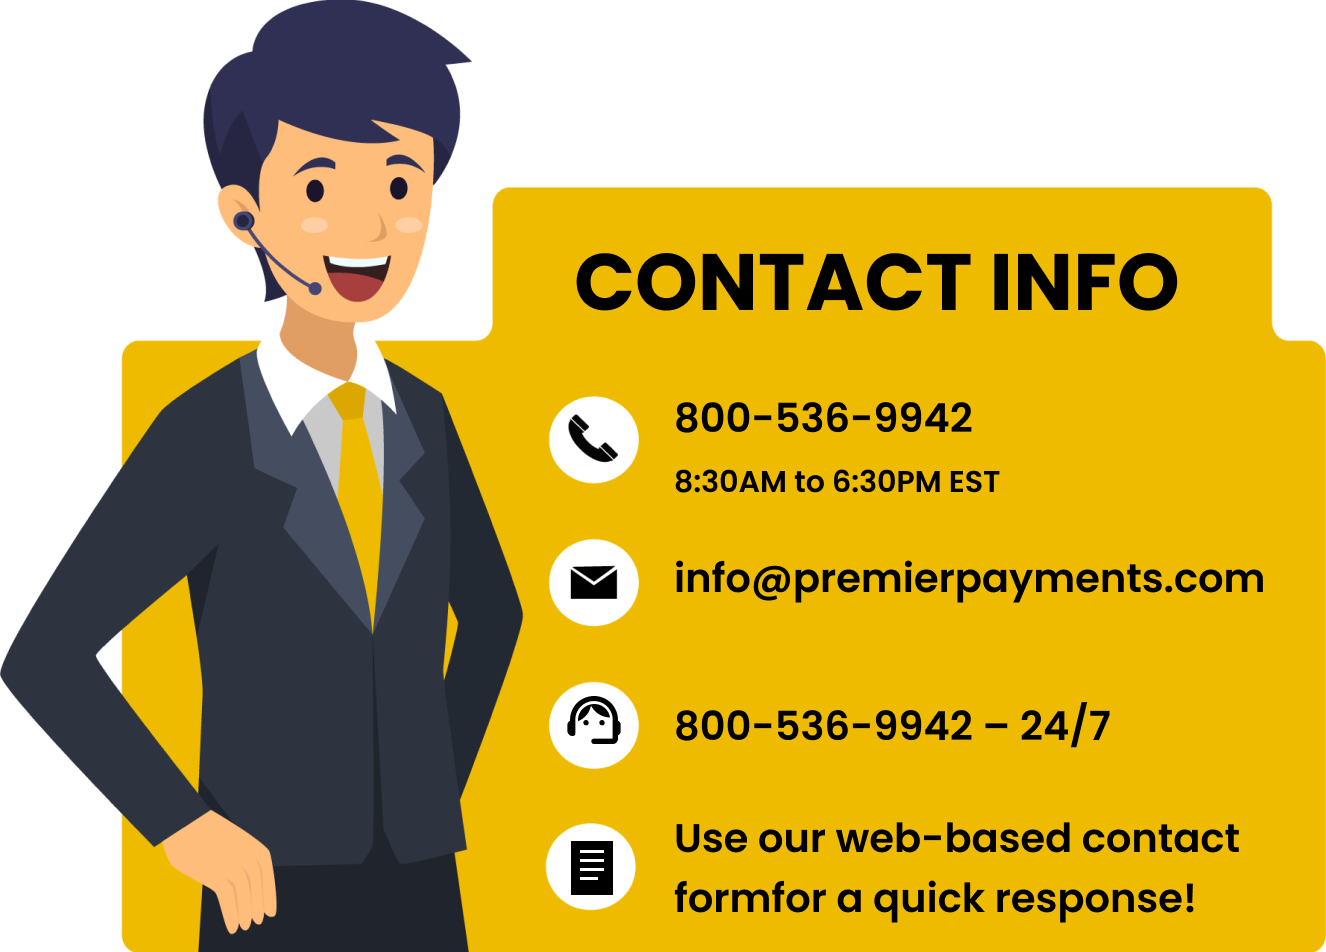 CONTACT INFO
800-536-9942
8:30AM to 6:30PM EST
info@premierpayments.com
800-536-9942 – 24/7
Use our web-based contact
formfor a quick response!